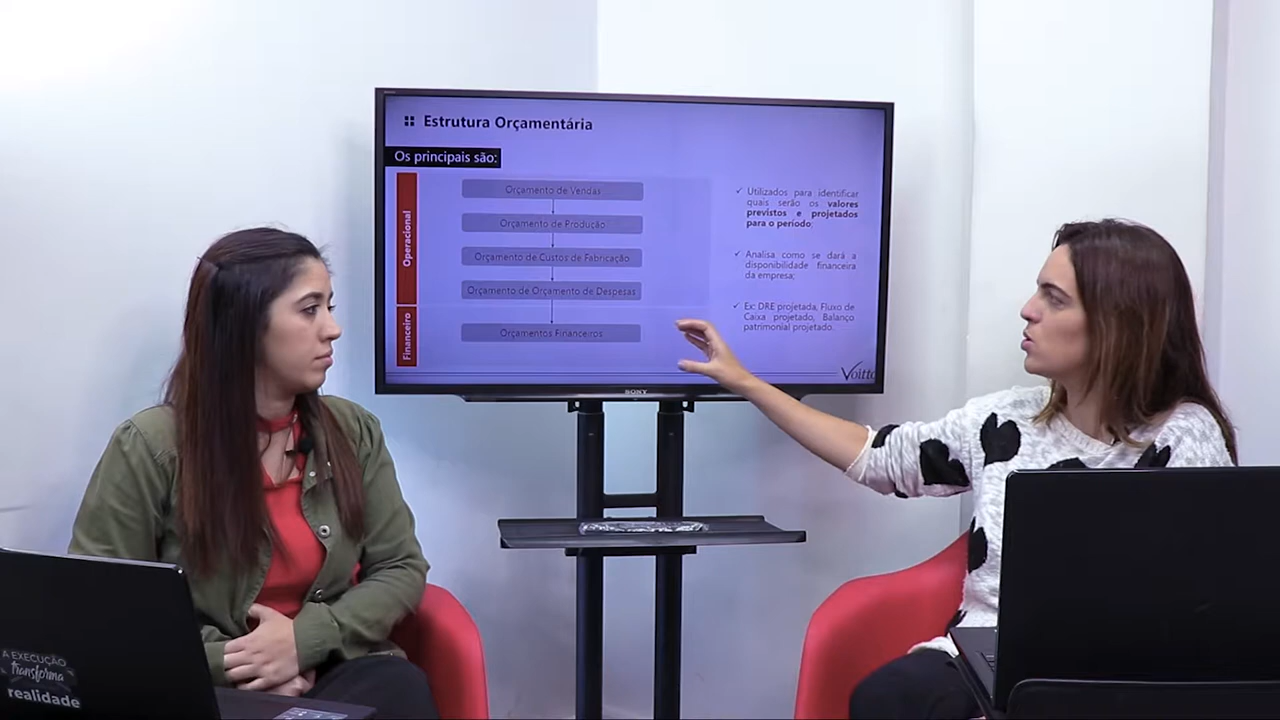 Estrutura Orçamentária
Os principais são:
Operacional
Financeiro
Orçamento de Vendas
Orçamento de Produção
Orçamento de Custos de Fabricação
Orçamento de Orçamento de Despesas
Orçamentos Financeiros
✓ Utilizados para identificar
quais serão os valores
previstos e projetados
para o período;
✓ Analisa como se dará a
disponibilidade financeira
da empresa;
✓ Ex: DRE projetada, Fluxo de
Caixa projetado, Balanço
patrimonial projetado.
Voitto
SONY
A EXECUÇÃO
transforma
realidade